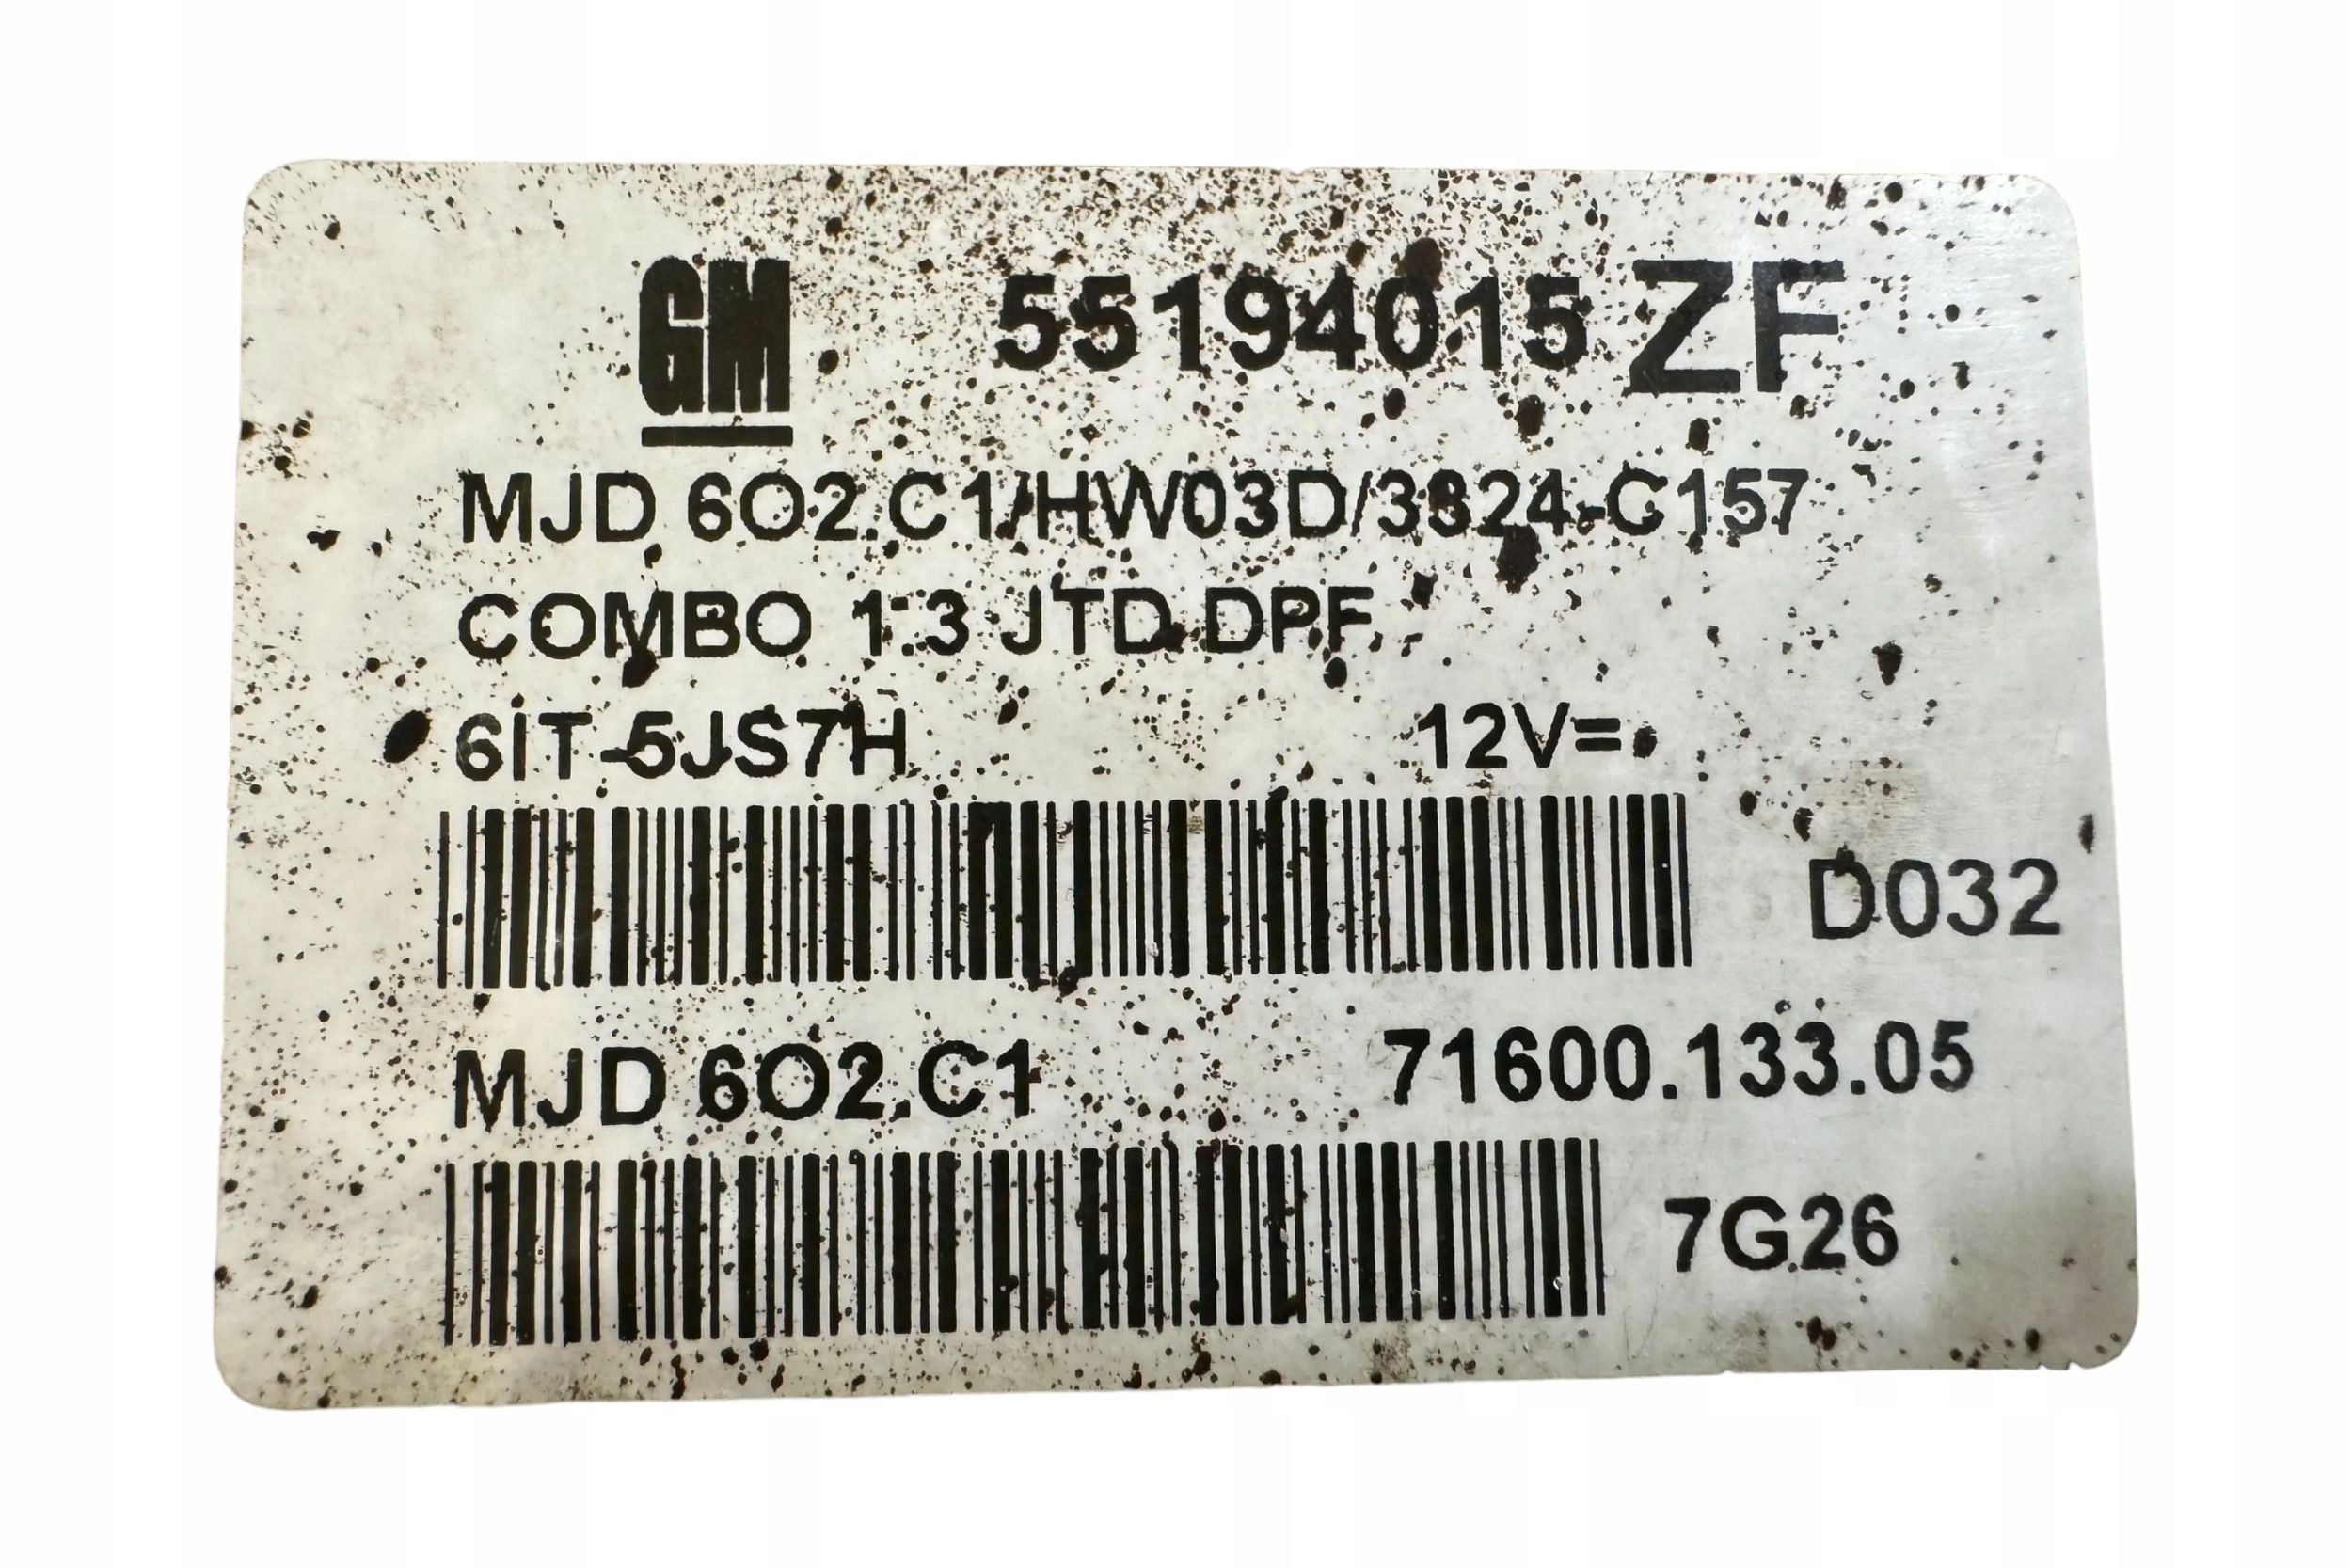 GM 55194015 ZF
MJD 6O2.C1/HW03D/3824-C157
COMBO 1.3 JTD DPF
6IT-5JS7H 12V=
D032
MJD 6O2.C1 71600.133.05
7G26